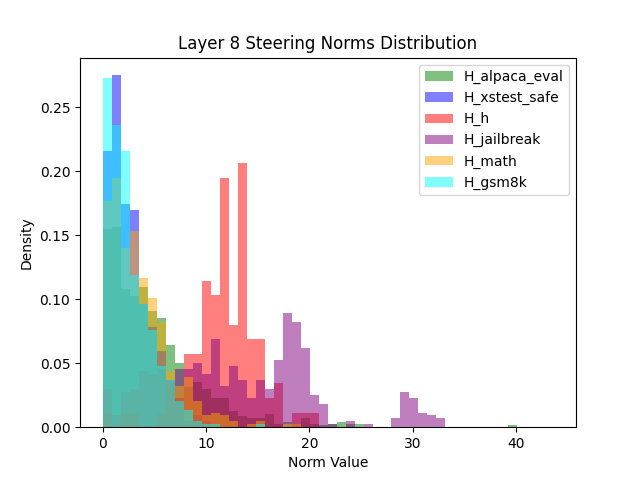 Layer 8 Steering Norms Distribution
H_alpaca_eval
H_xstest_safe
H_h
H_jailbreak
H_math
H_gsm8k
Density
0.25
0.20
0.15
0.10
0.05
0.00
0 10 20 30 40
Norm Value